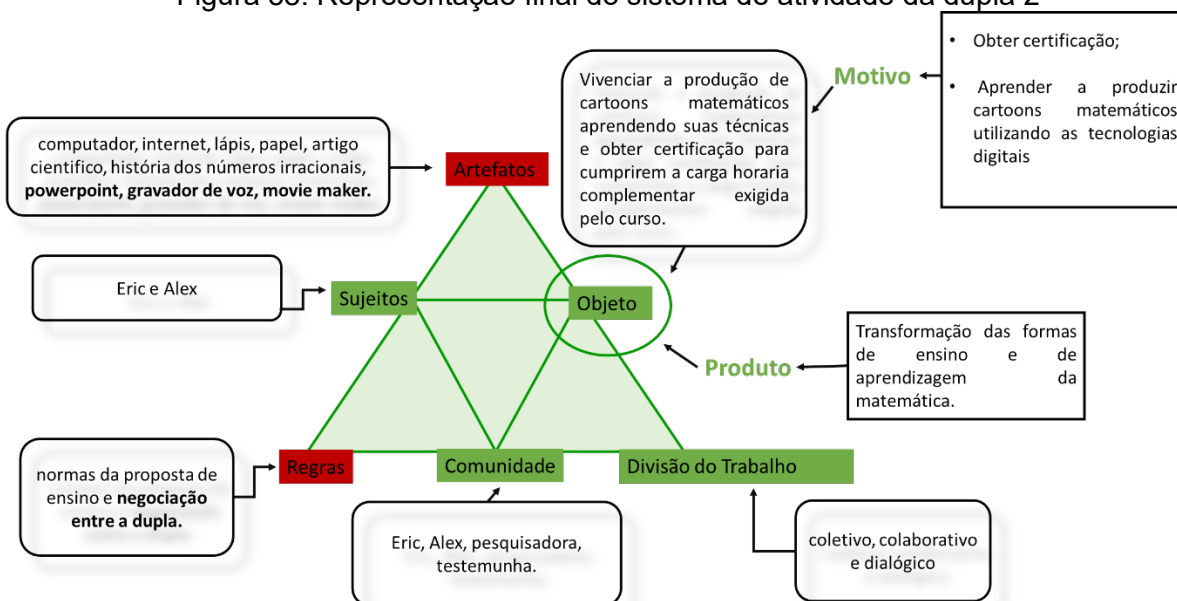 Figura 38: Representação final do sistema de atividade da dupla 2
• Obter certificação;
• Aprender a produzir
cartoons matemáticos
utilizando as tecnologias
digitais
Motivo
Vivenciar a produção de
cartoons matemáticos
aprendendo suas técnicas
e obter certificação para
cumprirem a carga horaria
complementar exigida
pelo curso.
computador, internet, lápis, papel, artigo
cientifico, história dos números irracionais,
powerpoint, gravador de voz, movie maker.
Artefatos
Eric e Alex
Sujeitos
Objeto
Produto
Transformação das formas
de ensino e de
aprendizagem da
matemática.
normas da proposta de
ensino e negociação
entre a dupla.
Regras
Comunidade
Divisão do Trabalho
Eric, Alex, pesquisadora,
testemunha.
coletivo, colaborativo
e dialógico